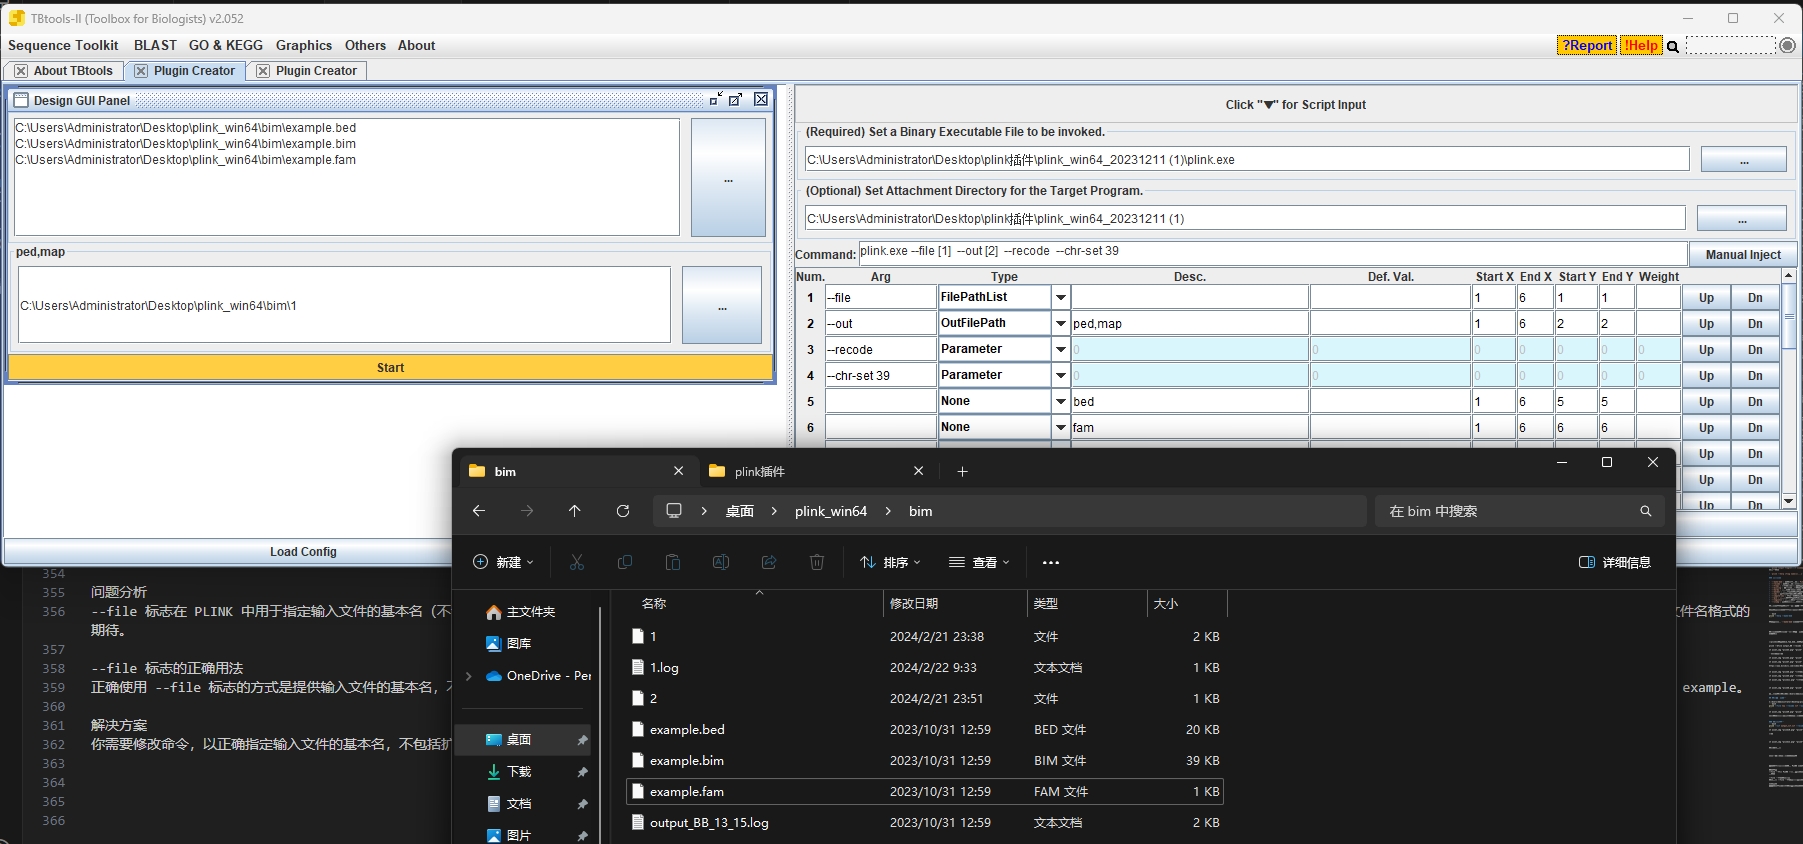 TBtools-II (Toolbox for Biologists) v2.052
Sequence Toolkit BLAST GO & KEGG Graphics Others About
?Report !Help
About TBtools Plugin Creator Plugin Creator
Design GUI Panel
C:\Users\Administrator\Desktop\plink_win64\bim\example.bed
C:\Users\Administrator\Desktop\plink_win64\bim\example.bim
C:\Users\Administrator\Desktop\plink_win64\bim\example.fam
...
ped,map
C:\Users\Administrator\Desktop\plink_win64\bim\1
...
Start
Load Config
Click "▼" for Script Input
(Required) Set a Binary Executable File to be invoked.
C:\Users\Administrator\Desktop\plink插件\plink_win64_20231211 (1)\plink.exe
...
(Optional) Set Attachment Directory for the Target Program.
C:\Users\Administrator\Desktop\plink插件\plink_win64_20231211 (1)
...
Command: plink.exe --file [1] --out [2] --recode --chr-set 39 Manual Inject
Num. Arg Type Desc. Def. Val. Start X End X Start Y End Y Weight
1 --file FilePathList 1 6 1 1 Up Dn
2 --out OutFilePath ped,map 1 6 2 2 Up Dn
3 --recode Parameter 0 0 0 0 0 0 0 Up Dn
4 --chr-set 39 Parameter 0 0 0 0 0 0 0 Up Dn
5 None bed 1 6 5 5 Up Dn
6 None fam 1 6 6 6 Up Dn
Up Dn
Up Dn
Up Dn
bim plink插件
桌面 plink_win64 bim 在 bim 中搜索
新建 排序 查看 ... 详细信息
主文件夹
图库
OneDrive - Per
桌面
下载
文档
图片
名称 修改日期 类型 大小
1 2024/2/21 23:38 文件 2 KB
1.log 2024/2/22 9:33 文本文档 1 KB
2 2024/2/21 23:51 文件 1 KB
example.bed 2023/10/31 12:59 BED 文件 20 KB
example.bim 2023/10/31 12:59 BIM 文件 39 KB
example.fam 2023/10/31 12:59 FAM 文件 1 KB
output_BB_13_15.log 2023/10/31 12:59 文本文档 2 KB
354
355 问题分析
356 --file 标志在 PLINK 中用于指定输入文件的基本名（不 件名格式的
期待。
357
358 --file 标志的正确用法
359 正确使用 --file 标志的方式是提供输入文件的基本名， example。
360
361 解决方案
362 你需要修改命令，以正确指定输入文件的基本名，不包括扩
363
364
365
366